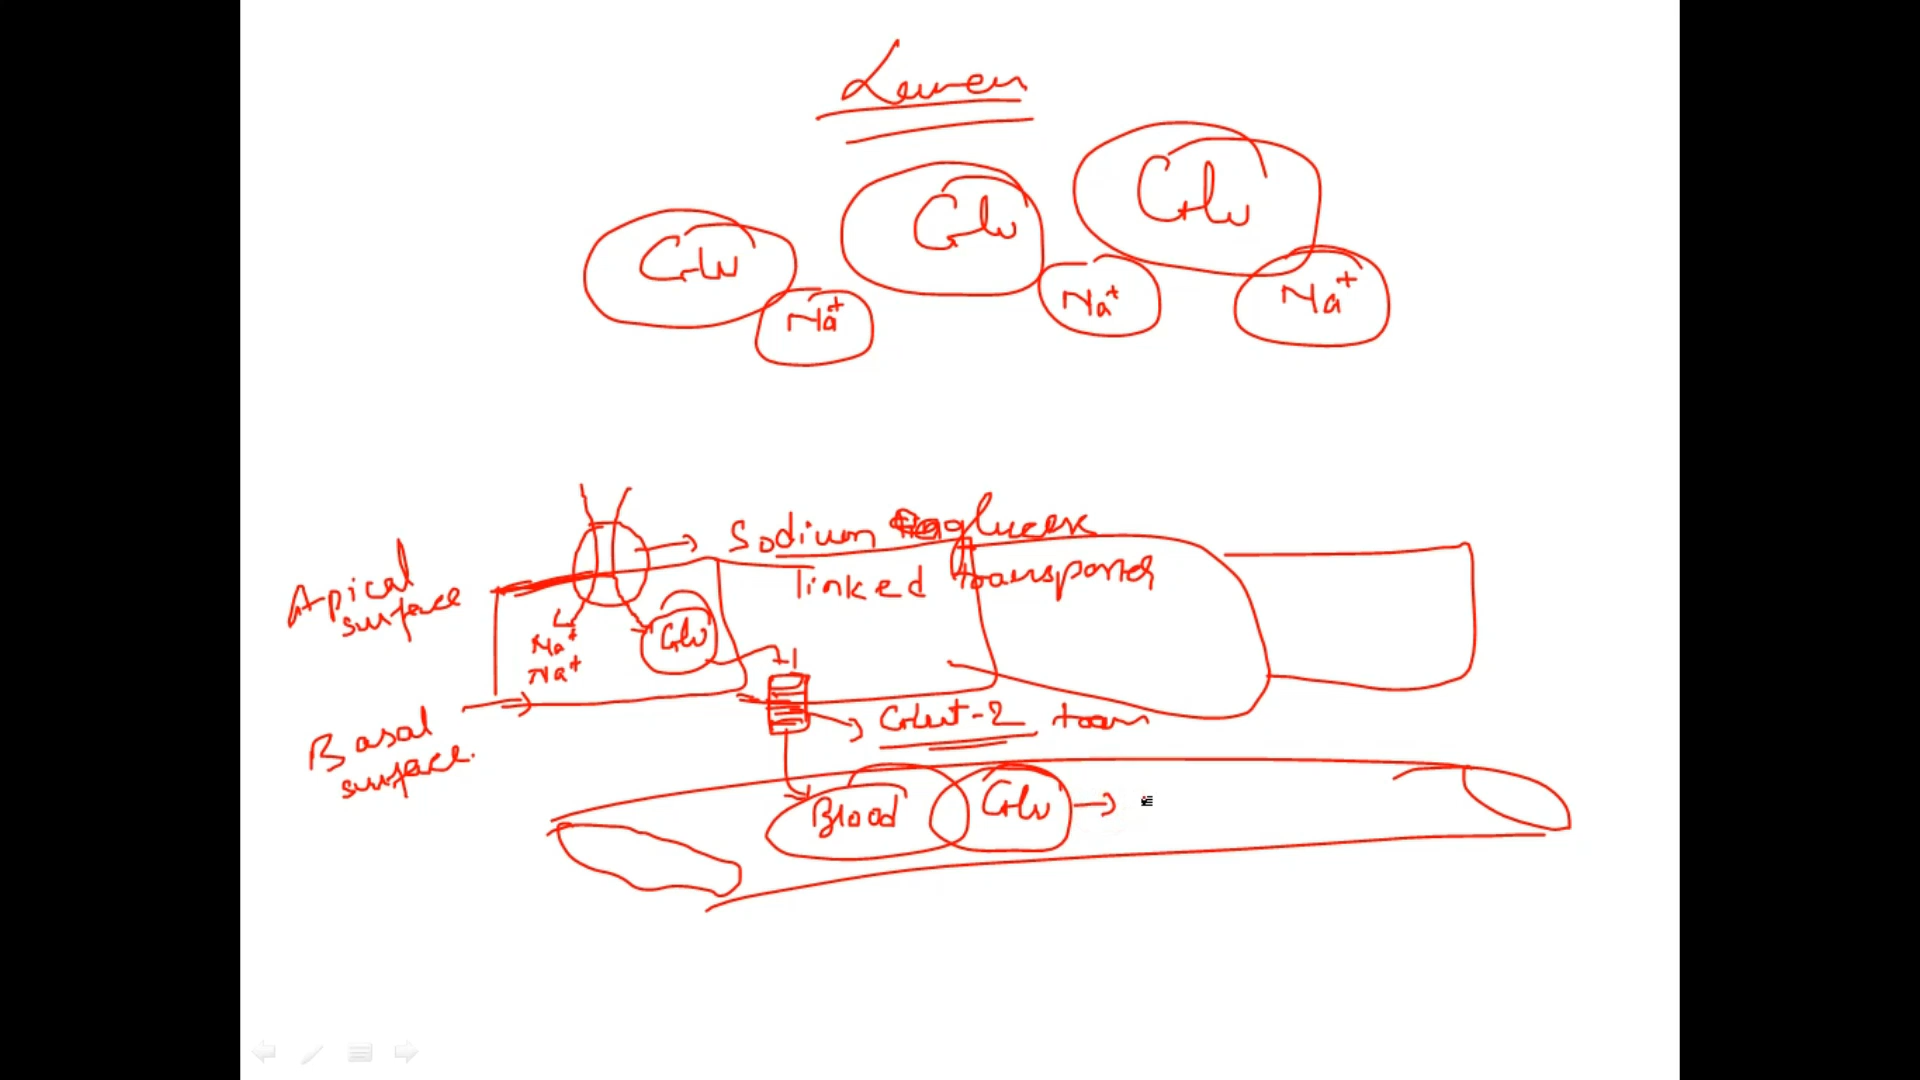 Lumen
Glu
Glu
Glu
Na+
Na+
Na+
Sodium glucose
linked transporter
Apical
surface
Na+
Na+
Glu
Basal
surface.
Glut-2 tran
Blood
Glu